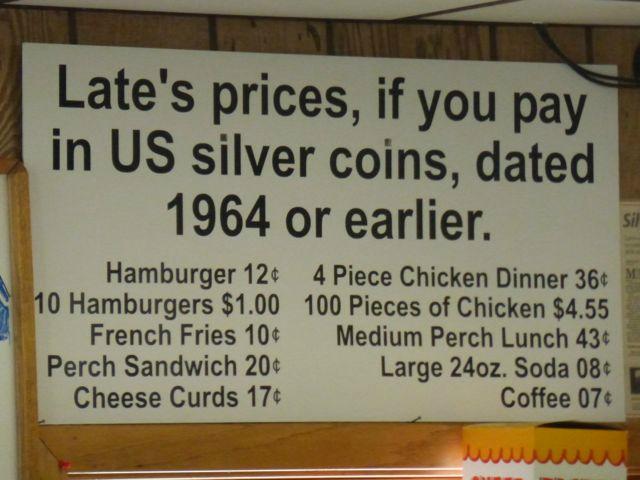 Late's prices, if you pay
in US silver coins, dated
1964 or earlier.
Hamburger 12¢
10 Hamburgers $1.00
French Fries 10¢
Perch Sandwich 20¢
Cheese Curds 17¢
4 Piece Chicken Dinner 36¢
100 Pieces of Chicken $4.55
Medium Perch Lunch 43¢
Large 24oz. Soda 08¢
Coffee 07¢